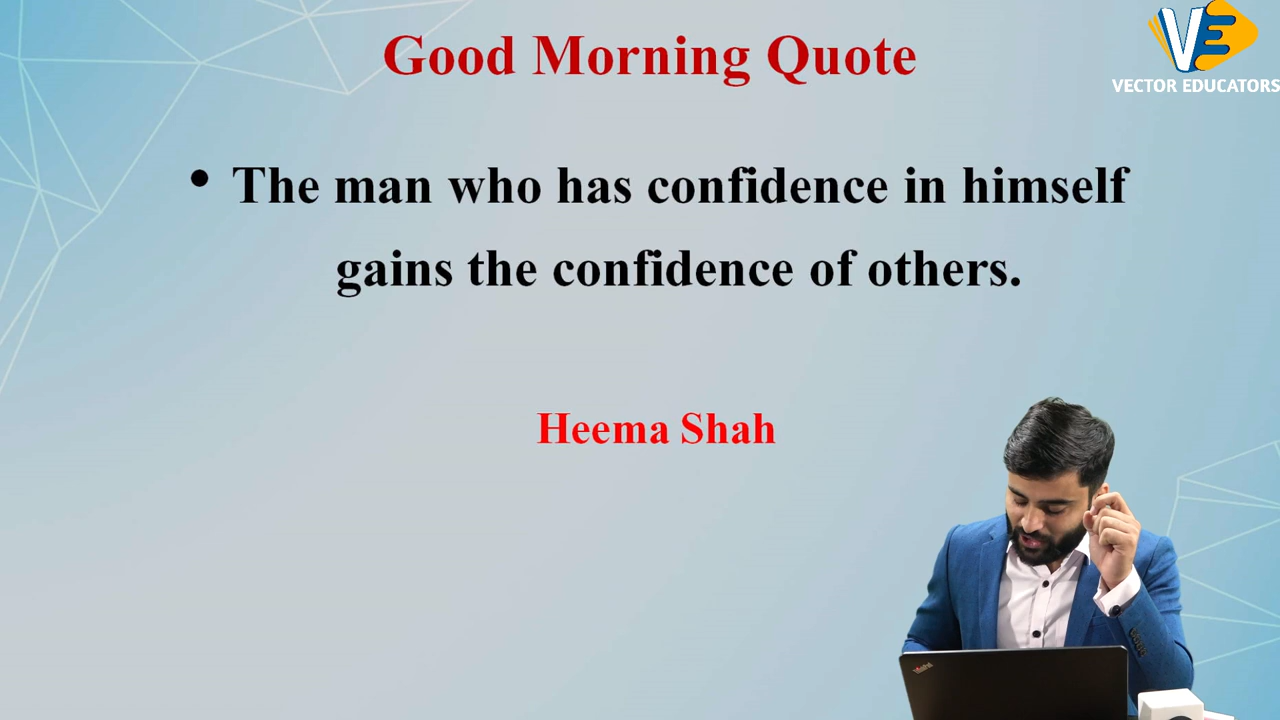 Good Morning Quote
VE
VECTOR EDUCATORS
• The man who has confidence in himself
gains the confidence of others.
Heema Shah